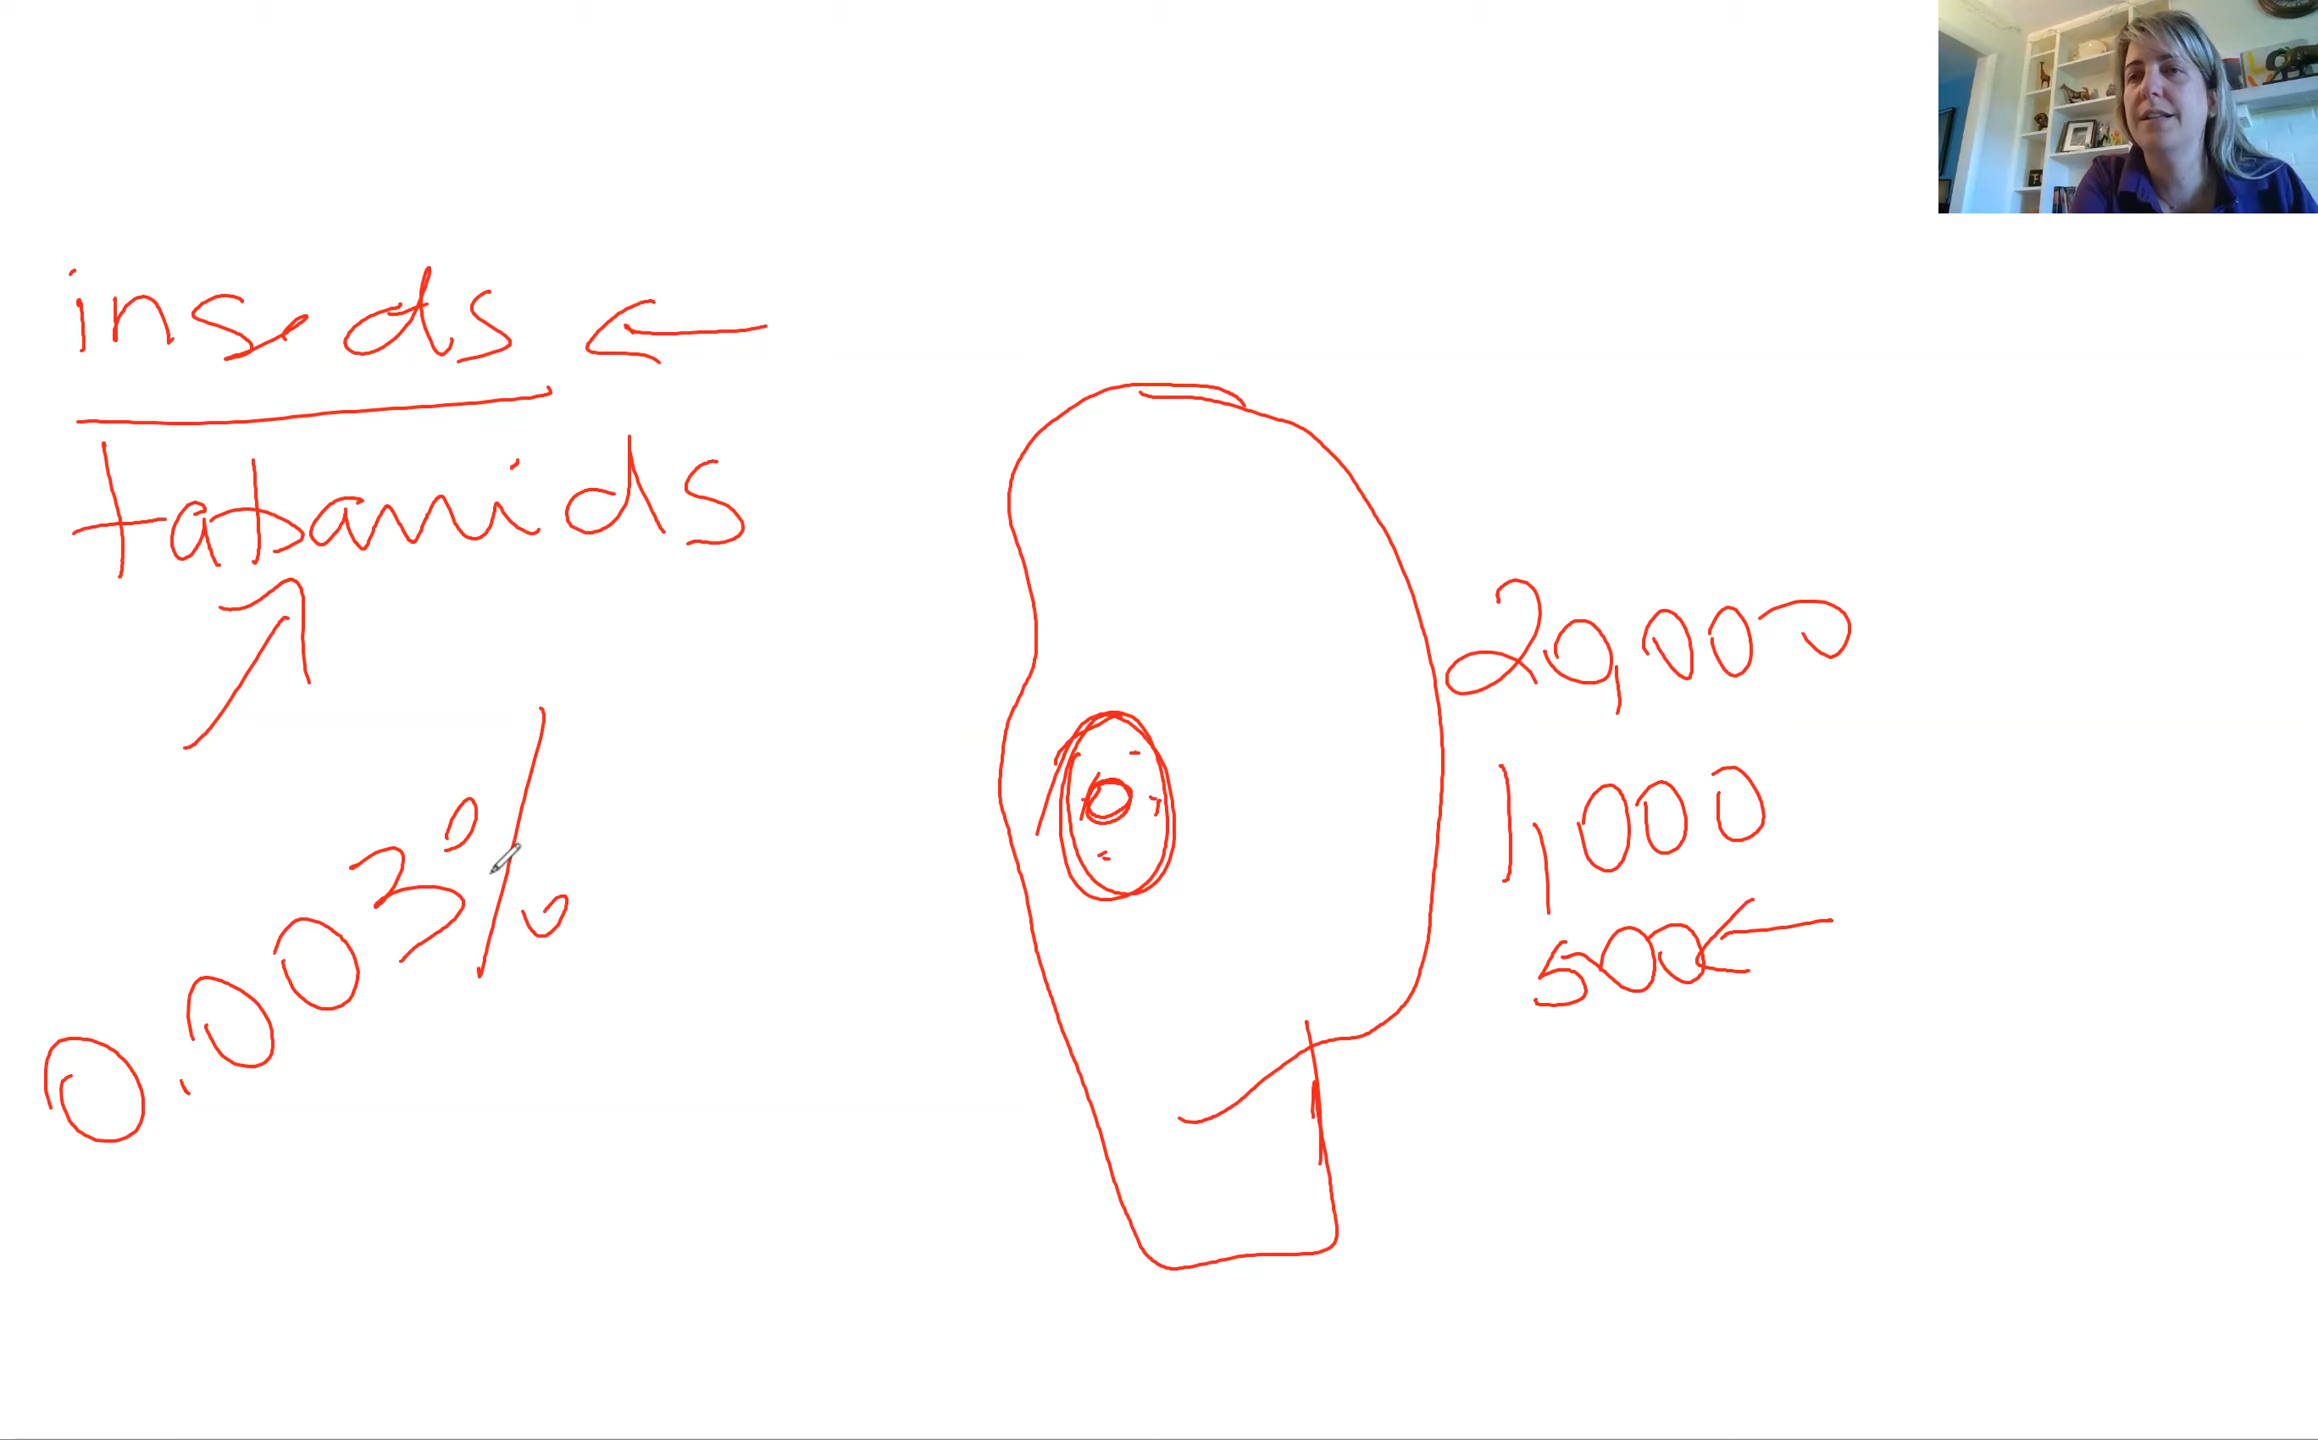 insects ←
tabanids
0.003%
20,000
1,000
500 ←